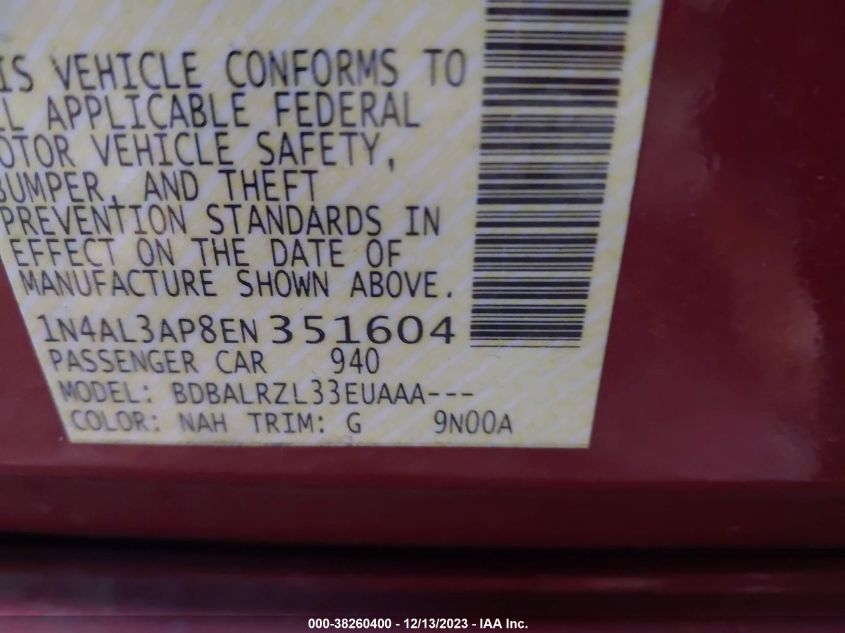 IS VEHICLE CONFORMS TO
L APPLICABLE FEDERAL
OTOR VEHICLE SAFETY,
BUMPER, AND THEFT
PREVENTION STANDARDS IN
EFFECT ON THE DATE OF
MANUFACTURE SHOWN ABOVE.
1N4AL3AP8EN 351604
PASSENGER CAR 940
MODEL: BDBALRZL33EUAAA---
COLOR: NAH TRIM: G 9N00A
000-38260400 - 12/13/2023 - IAA Inc.